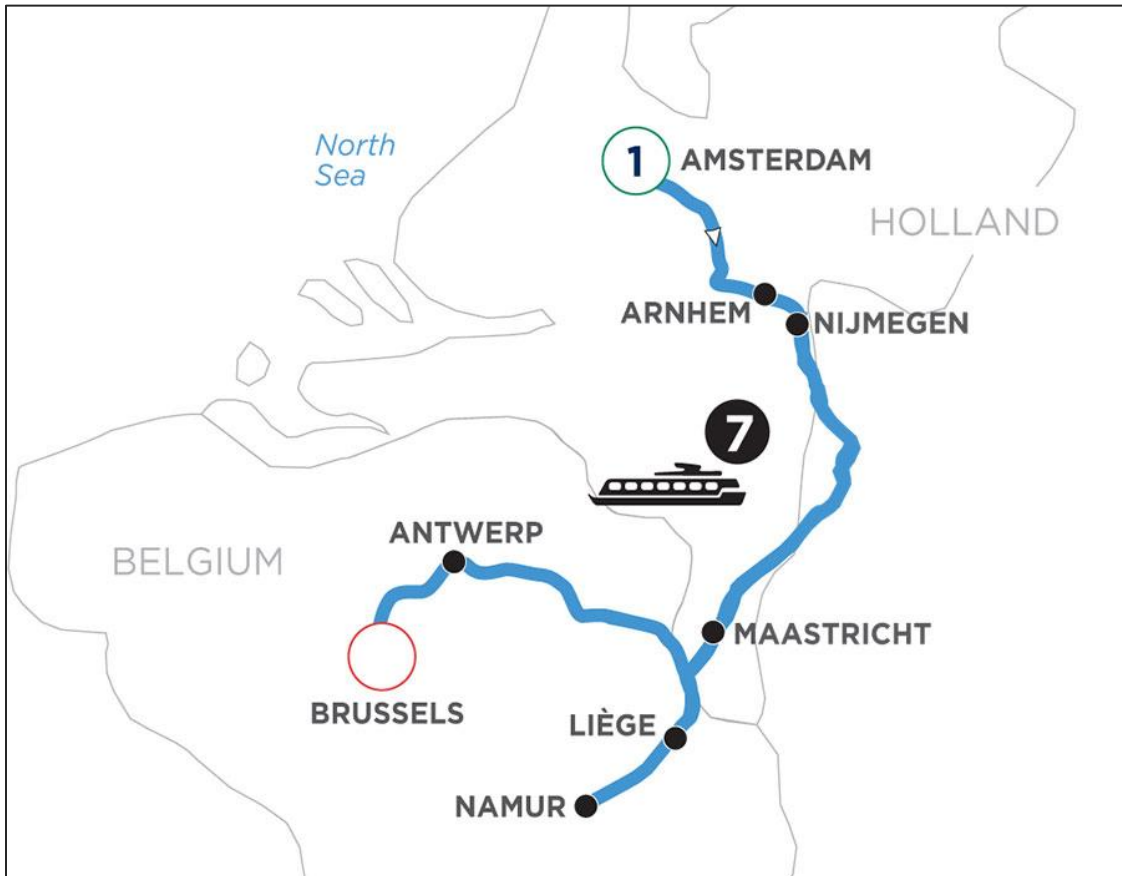 North
Sea
1
AMSTERDAM
HOLLAND
ARNHEM
NIJMEGEN
7
ANTWERP
BELGIUM
MAASTRICHT
BRUSSELS
LIÈGE
NAMUR